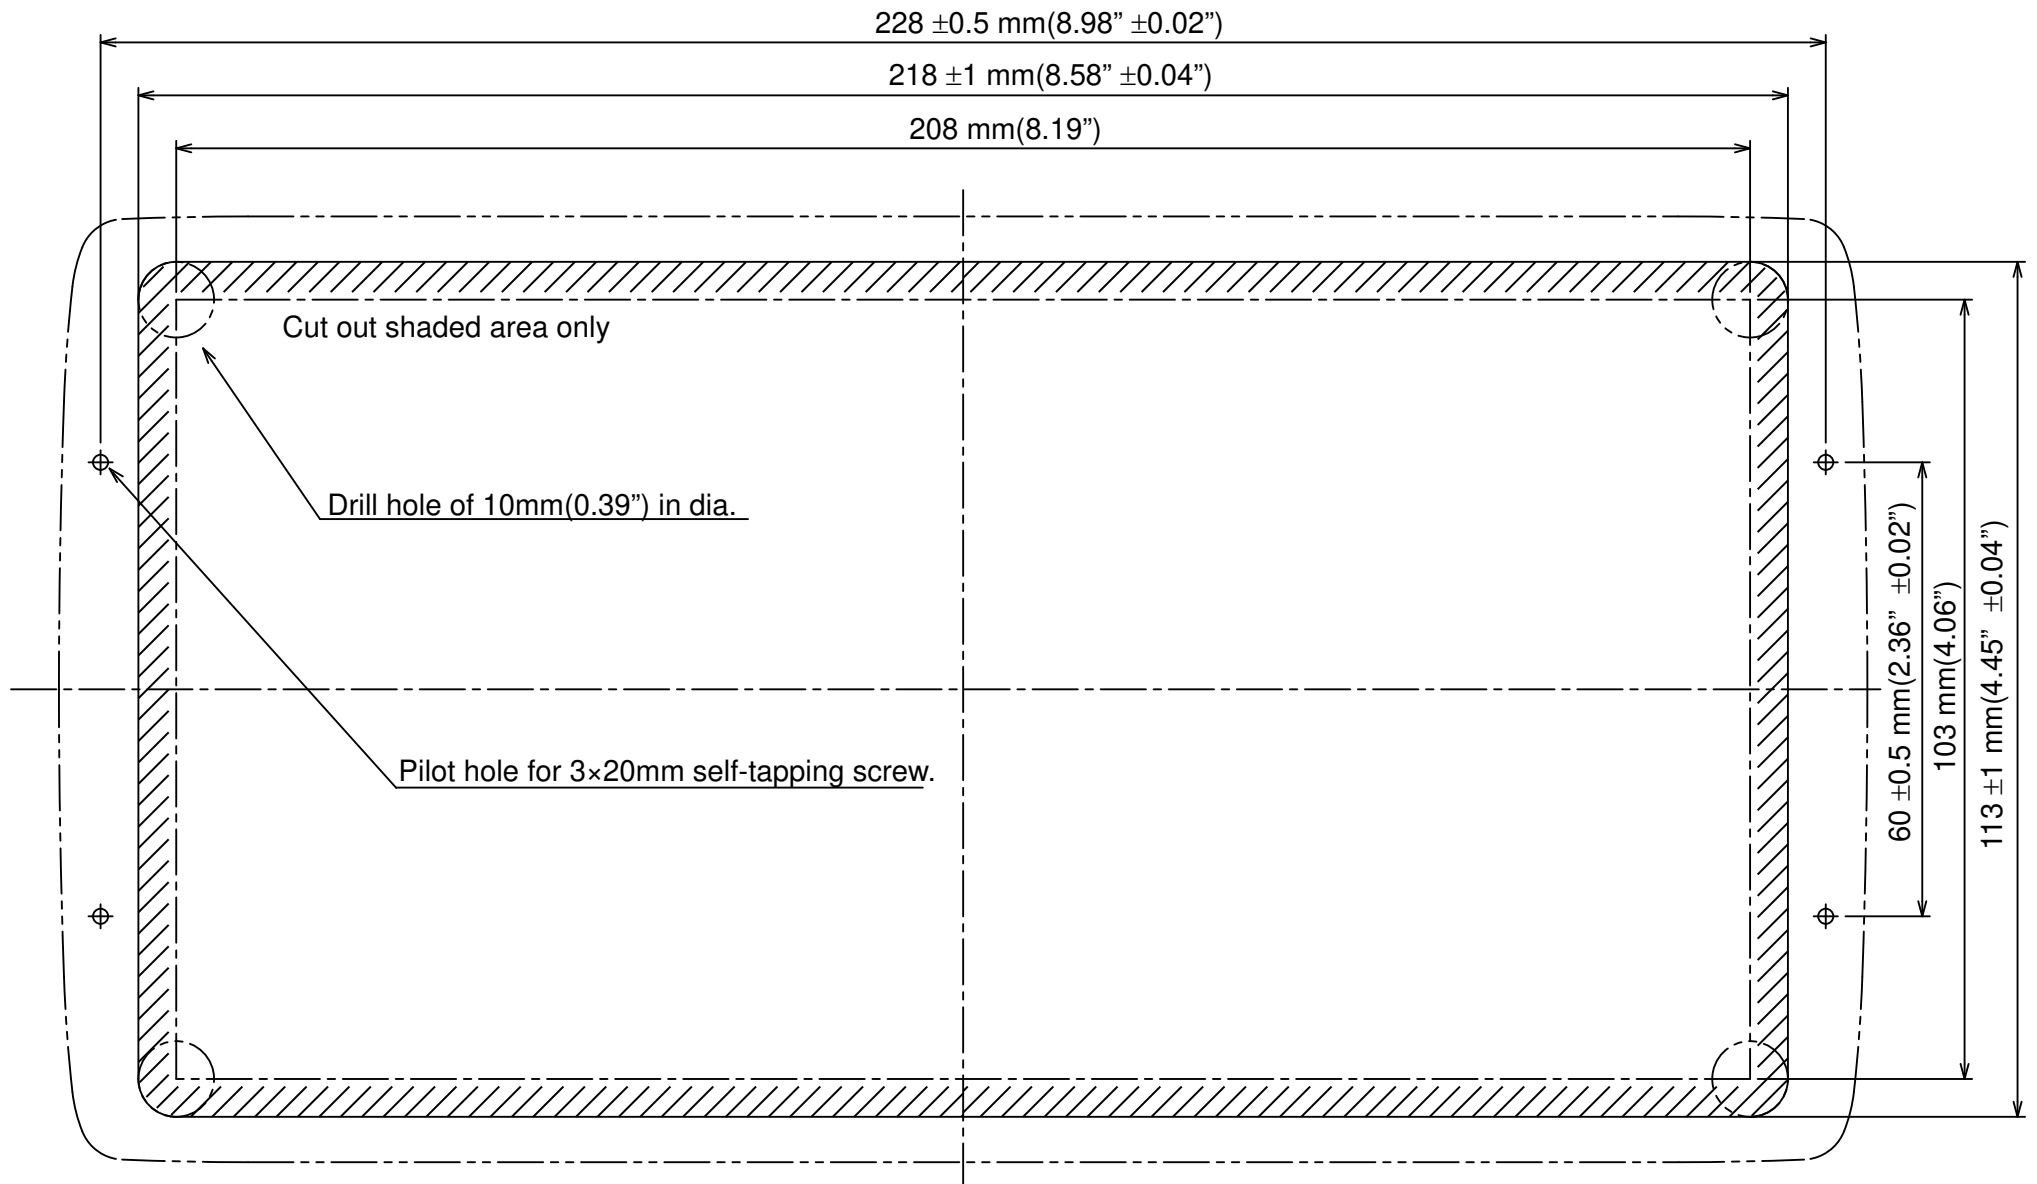 228 ±0.5 mm(8.98” ±0.02”)
218 ±1 mm(8.58” ±0.04”)
208 mm(8.19”)
Cut out shaded area only
Drill hole of 10mm(0.39”) in dia.
Pilot hole for 3×20mm self-tapping screw.
60 ±0.5 mm(2.36” ±0.02”)
103 mm(4.06”)
113 ±1 mm(4.45” ±0.04”)